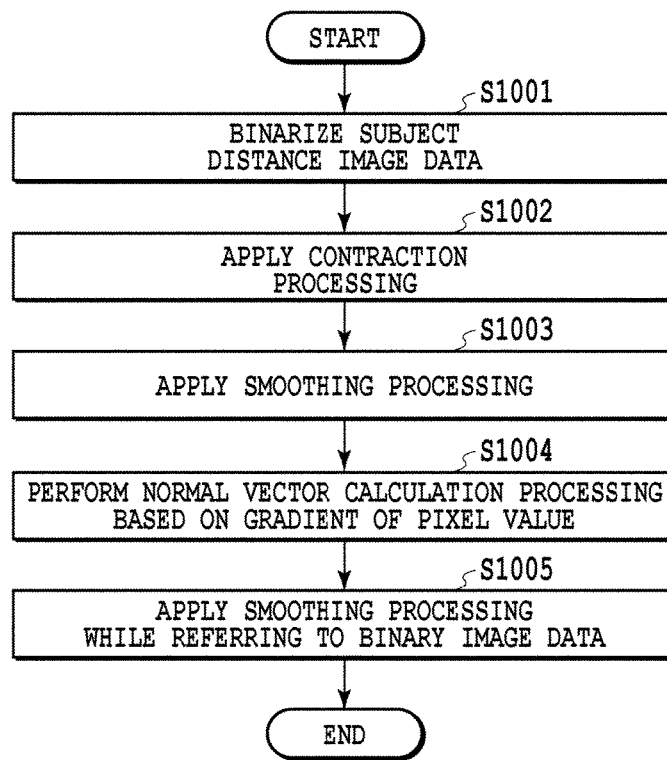 START
S1001
BINARIZE SUBJECT
DISTANCE IMAGE DATA
S1002
APPLY CONTRACTION
PROCESSING
S1003
APPLY SMOOTHING PROCESSING
S1004
PERFORM NORMAL VECTOR CALCULATION PROCESSING
BASED ON GRADIENT OF PIXEL VALUE
S1005
APPLY SMOOTHING PROCESSING
WHILE REFERRING TO BINARY IMAGE DATA
END